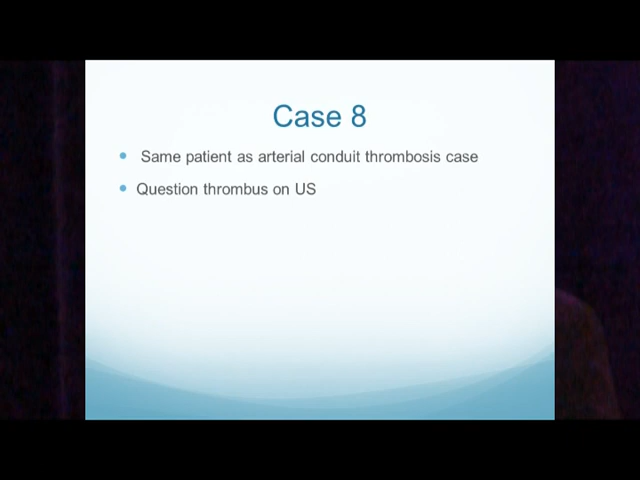 Case 8
Same patient as arterial conduit thrombosis case
Question thrombus on US